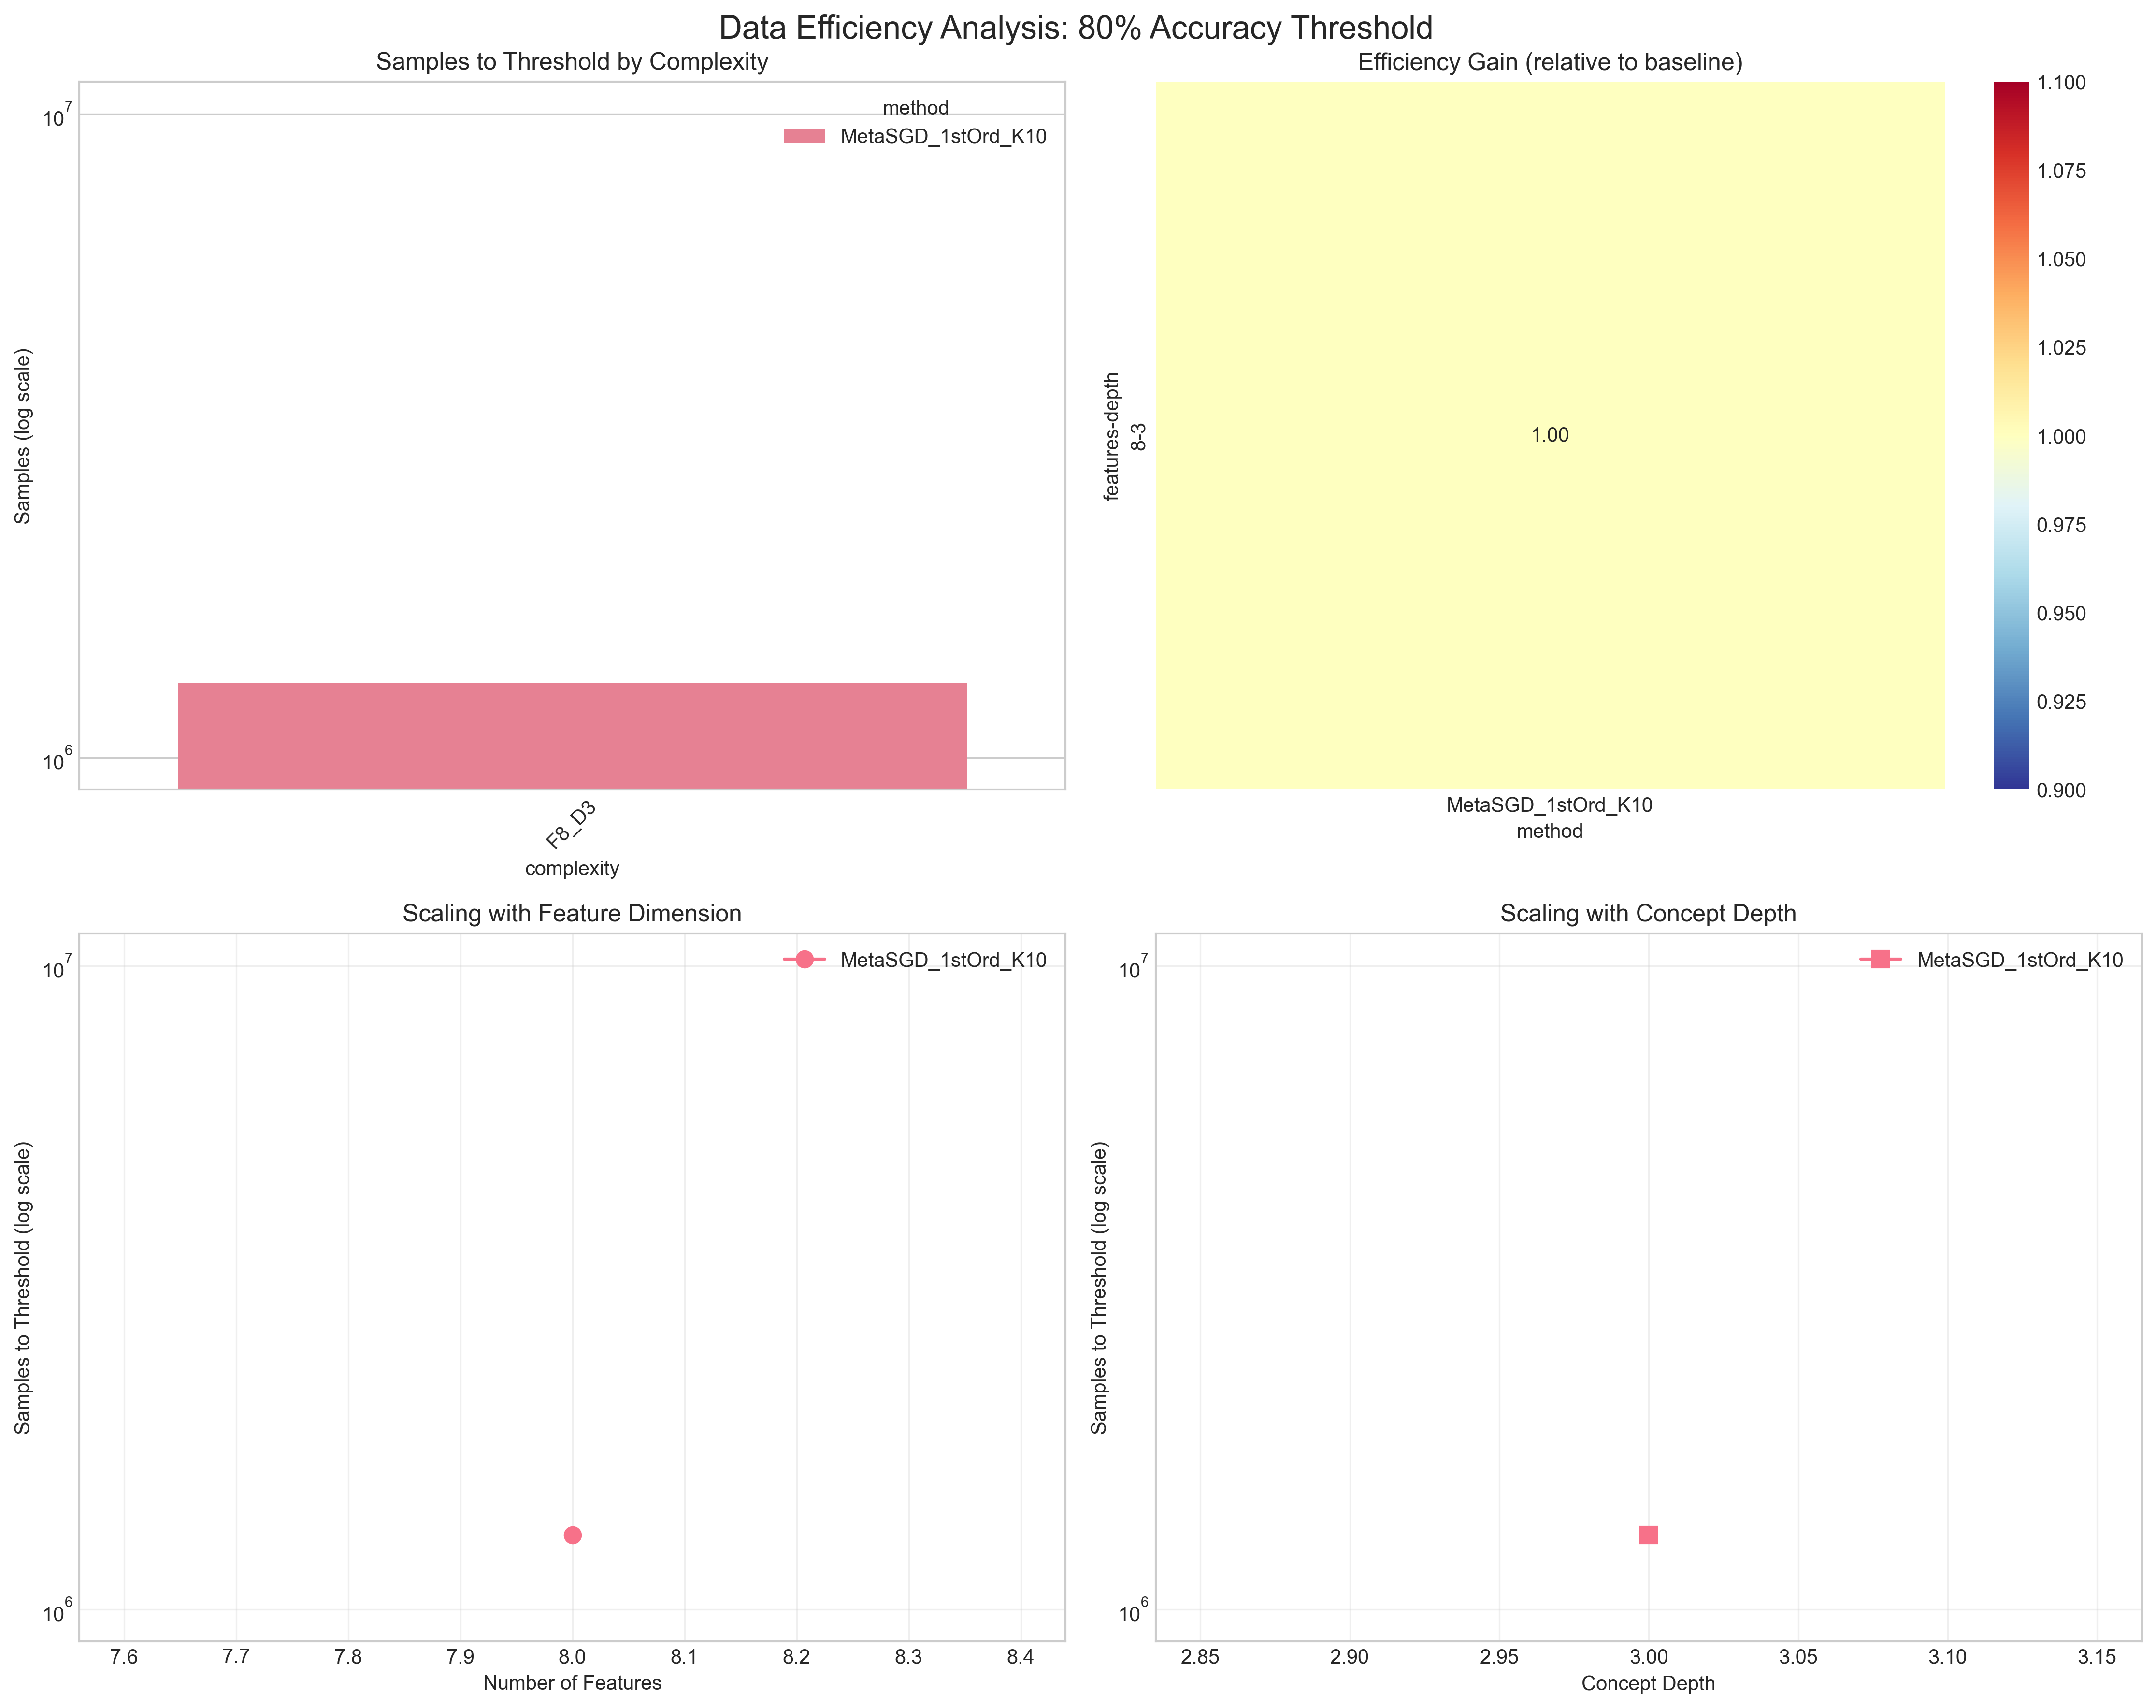 Data Efficiency Analysis: 80% Accuracy Threshold
Samples to Threshold by Complexity
10^7
10^6
Samples (log scale)
method
MetaSGD_1stOrd_K10
F8_D3
complexity
Efficiency Gain (relative to baseline)
features-depth
8-3
1.00
MetaSGD_1stOrd_K10
method
1.100
1.075
1.050
1.025
1.000
0.975
0.950
0.925
0.900
Scaling with Feature Dimension
10^7
10^6
Samples to Threshold (log scale)
MetaSGD_1stOrd_K10
7.6 7.7 7.8 7.9 8.0 8.1 8.2 8.3 8.4
Number of Features
Scaling with Concept Depth
10^7
10^6
Samples to Threshold (log scale)
MetaSGD_1stOrd_K10
2.85 2.90 2.95 3.00 3.05 3.10 3.15
Concept Depth